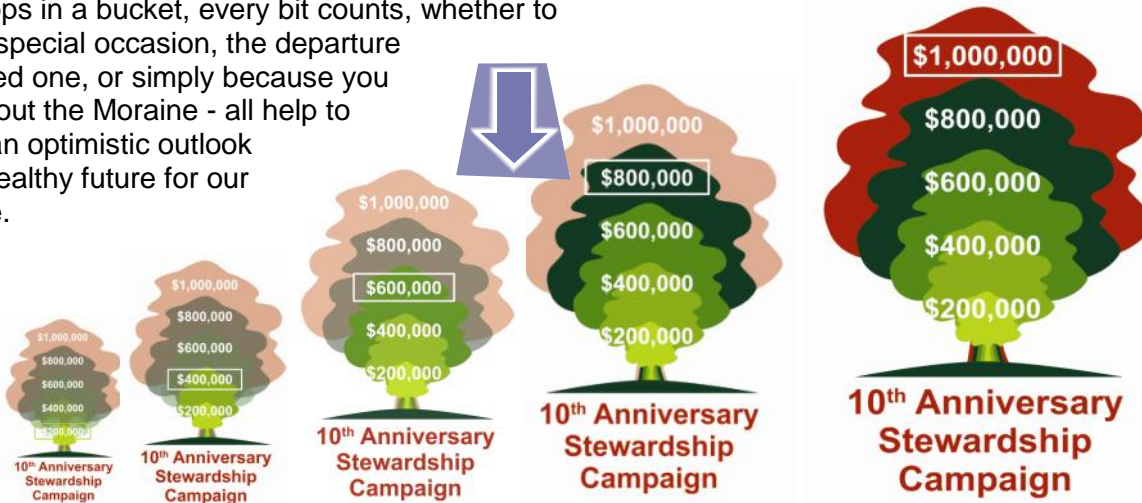 ops in a bucket, every bit counts, whether to
special occasion, the departure
ed one, or simply because you
out the Moraine - all help to
an optimistic outlook
ealthy future for our
e.
$1,000,000
$800,000
$600,000
$400,000
$200,000
10th Anniversary
Stewardship
Campaign
$1,000,000
$800,000
$600,000
$400,000
$200,000
10th Anniversary
Stewardship
Campaign
$1,000,000
$800,000
$600,000
$400,000
$200,000
10th Anniversary
Stewardship
Campaign
$1,000,000
$800,000
$600,000
$400,000
$200,000
10th Anniversary
Stewardship
Campaign
$1,000,000
$800,000
$600,000
$400,000
$200,000
10th Anniversary
Stewardship
Campaign